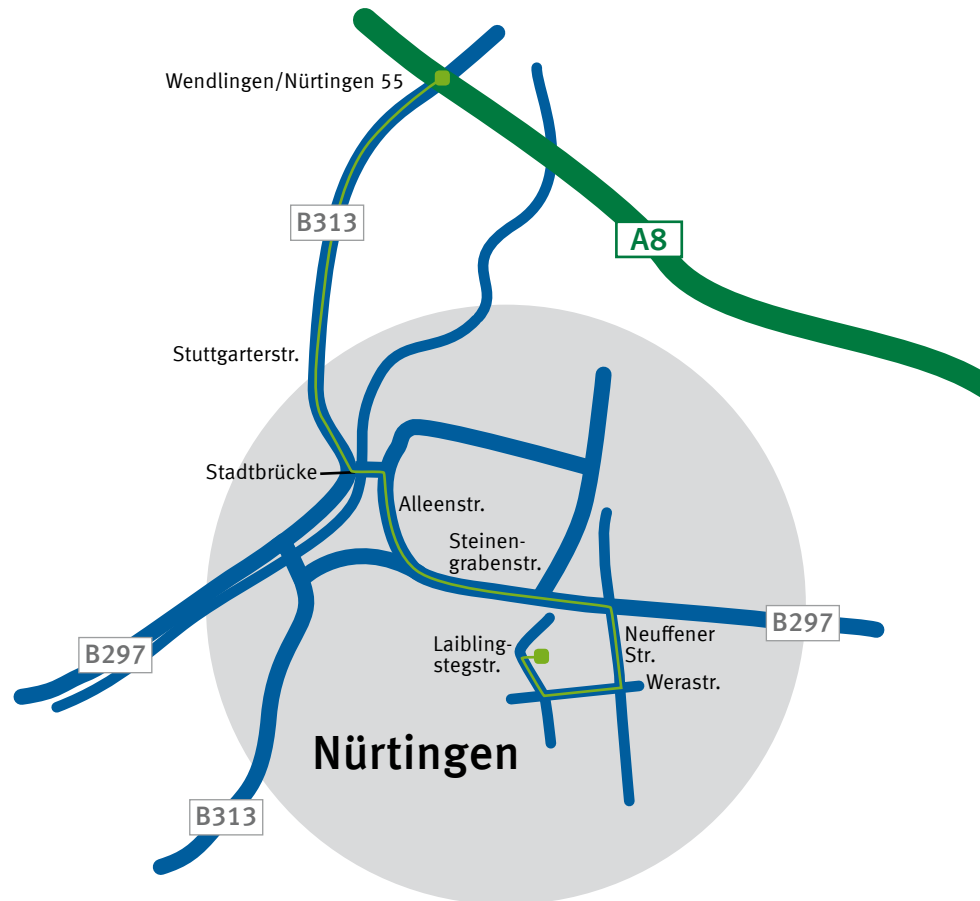 Wendlingen/Nürtingen 55
B313
A8
Stuttgarterstr.
Stadtbrücke
Alleenstr.
Steinen-
grabenstr.
B297
Neuffener
Str.
Laibling-
stegstr.
Werastr.
B297
Nürtingen
B313